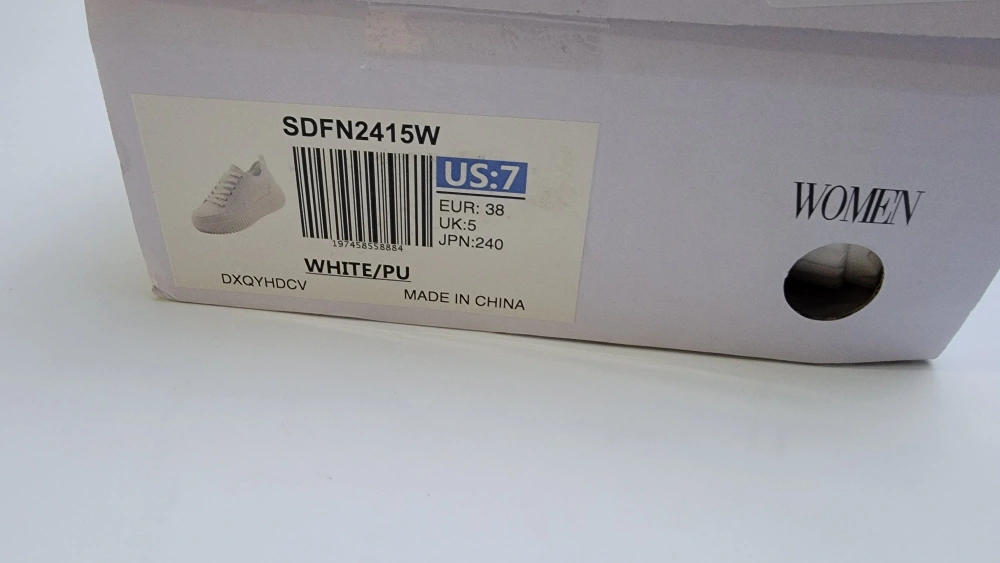 SDFN2415W
US:7
EUR: 38
UK:5
JPN:240
197458558884
WHITE/PU
DXQYHDCV
MADE IN CHINA
WOMEN